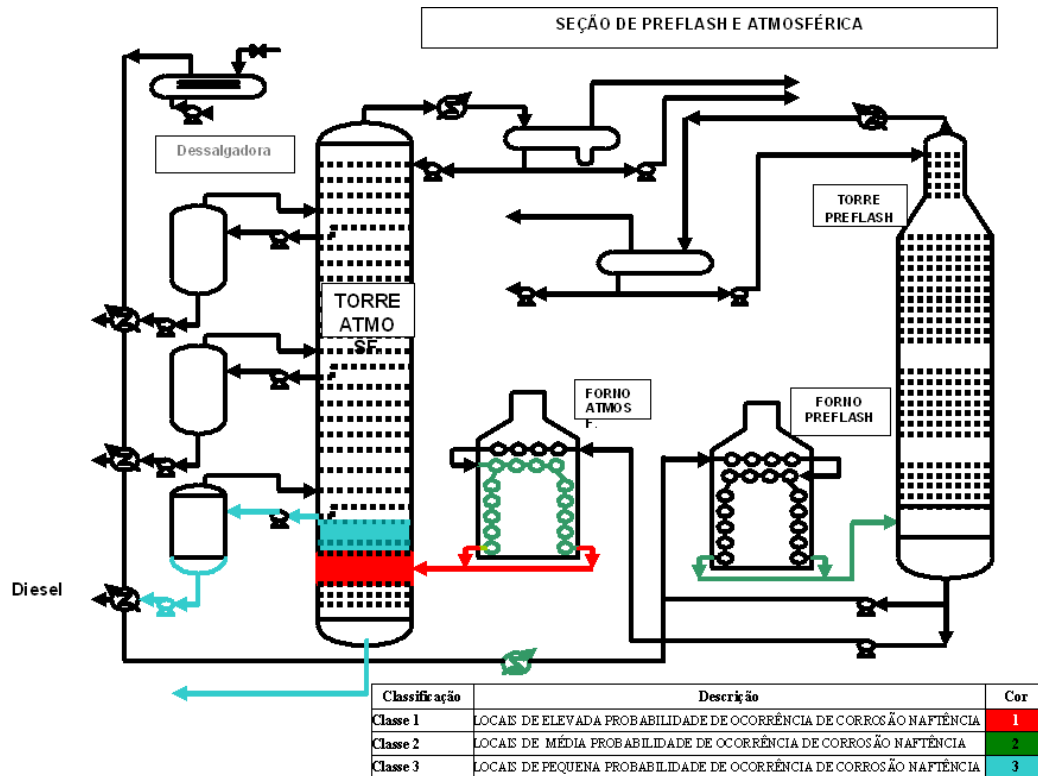 SEÇÃO DE PREFLASH E ATMOSFÉRICA
Dessalgadora
TORRE
PREFLASH
TORRE
ATMO
SF
FORNO
ATMOS
F.
FORNO
PREFLASH
Diesel
Classificação Descrição Cor
Classe 1 LOCAIS DE ELEVADA PROBABILIDADE DE OCORRÊNCIA DE CORROSÃO NAFTÊNCIA 1
Classe 2 LOCAIS DE MÉDIA PROBABILIDADE DE OCORRÊNCIA DE CORROSÃO NAFTÊNCIA 2
Classe 3 LOCAIS DE PEQUENA PROBABILIDADE DE OCORRÊNCIA DE CORROSÃO NAFTÊNCIA 3